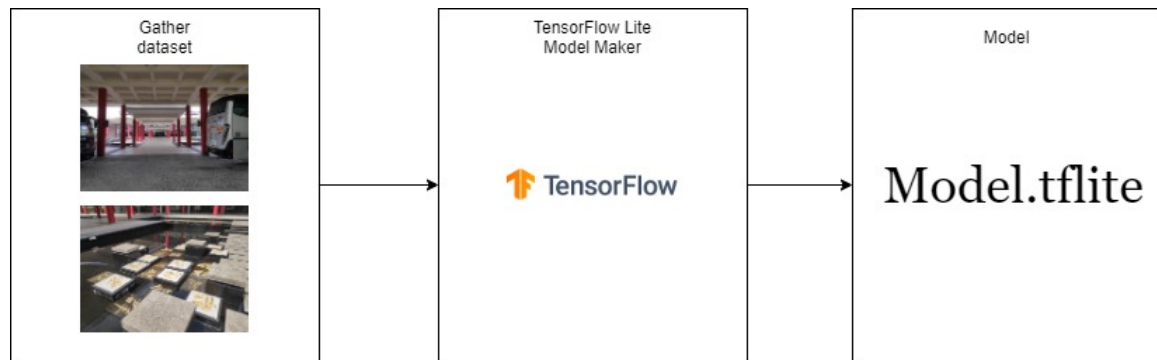 Gather
dataset
TensorFlow Lite
Model Maker
TensorFlow
Model
Model.tflite